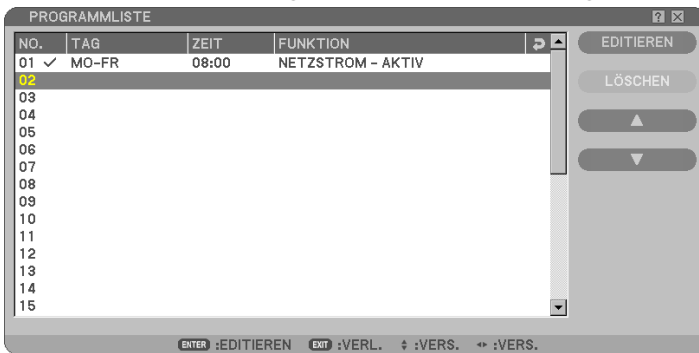 PROGRAMMLISTE
NO. TAG ZEIT FUNKTION
EDITIEREN
01 ✓ MO-FR 08:00 NETZSTROM - AKTIV
02
LÖSCHEN
03
04
05
06
07
08
09
10
11
12
13
14
15
ENTER :EDITIEREN EXIT :VERL. :VERS. :VERS.